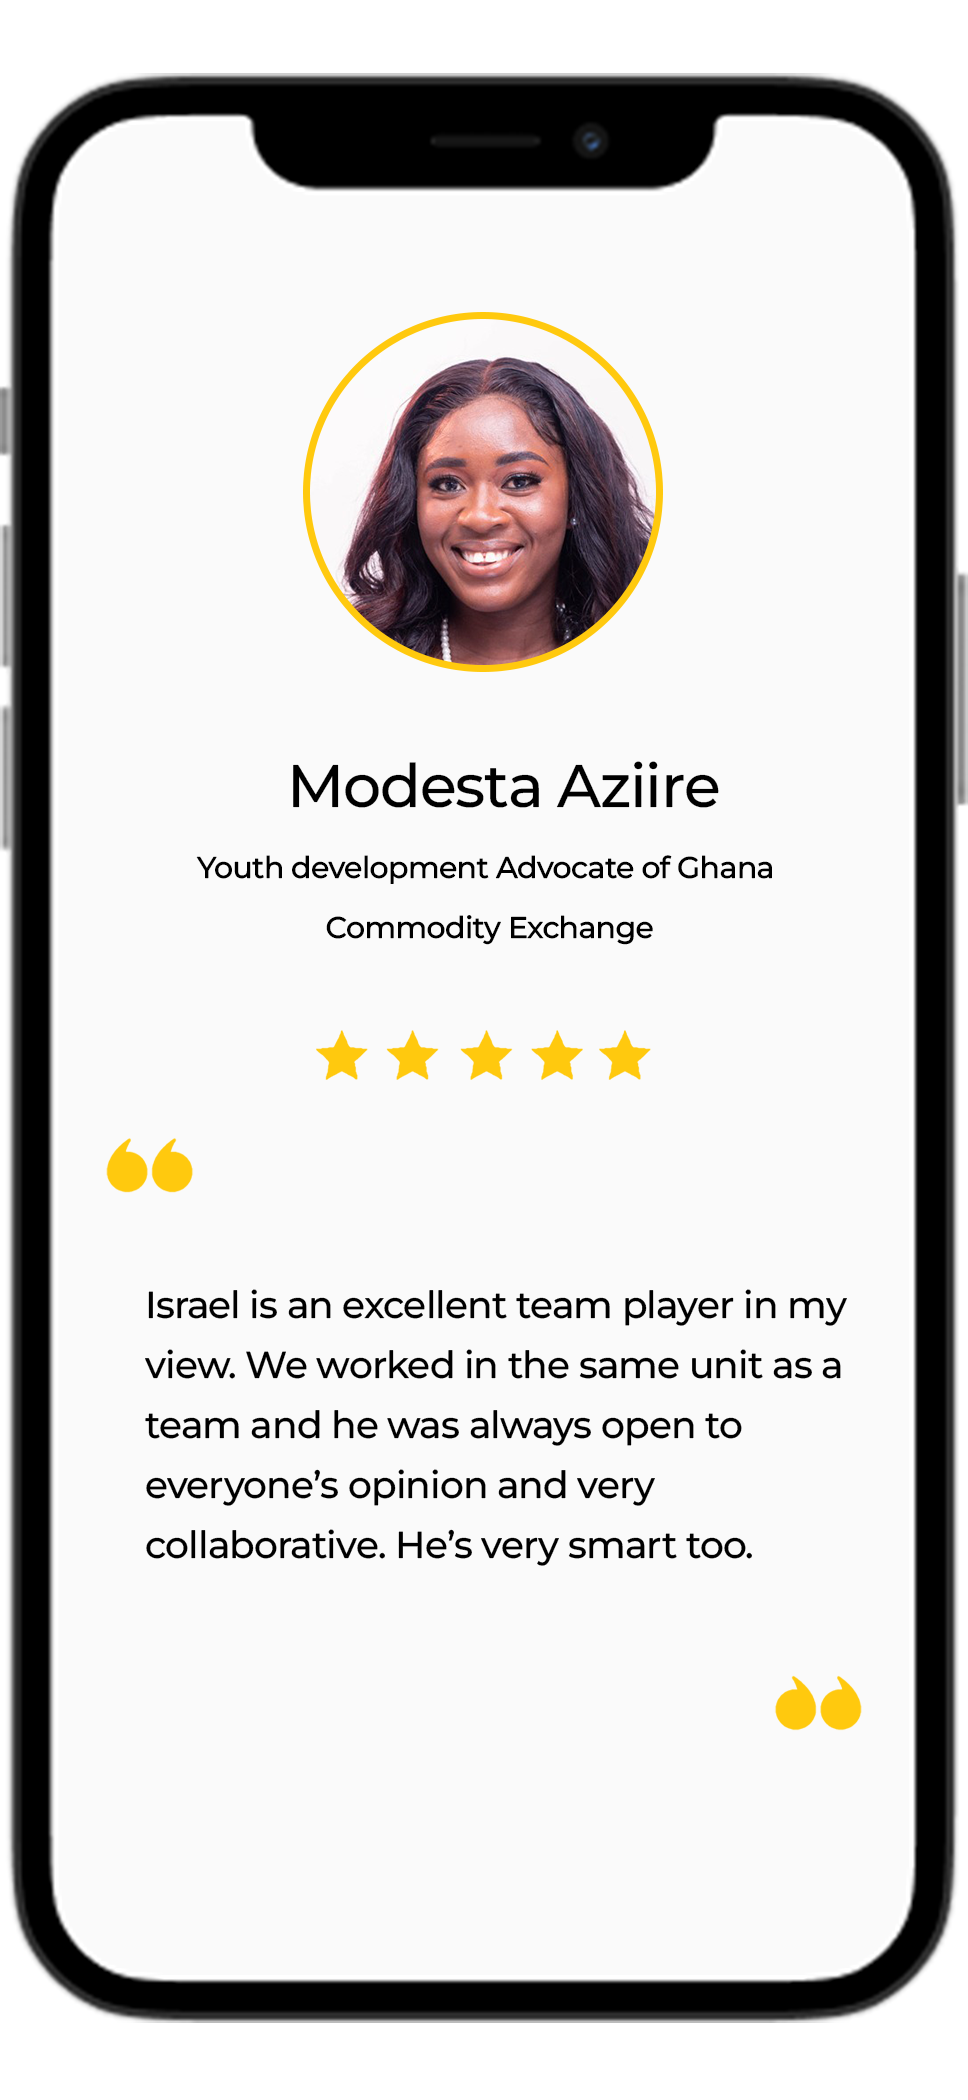 Modesta Aziire
Youth development Advocate of Ghana
Commodity Exchange
Israel is an excellent team player in my
view. We worked in the same unit as a
team and he was always open to
everyone’s opinion and very
collaborative. He’s very smart too.